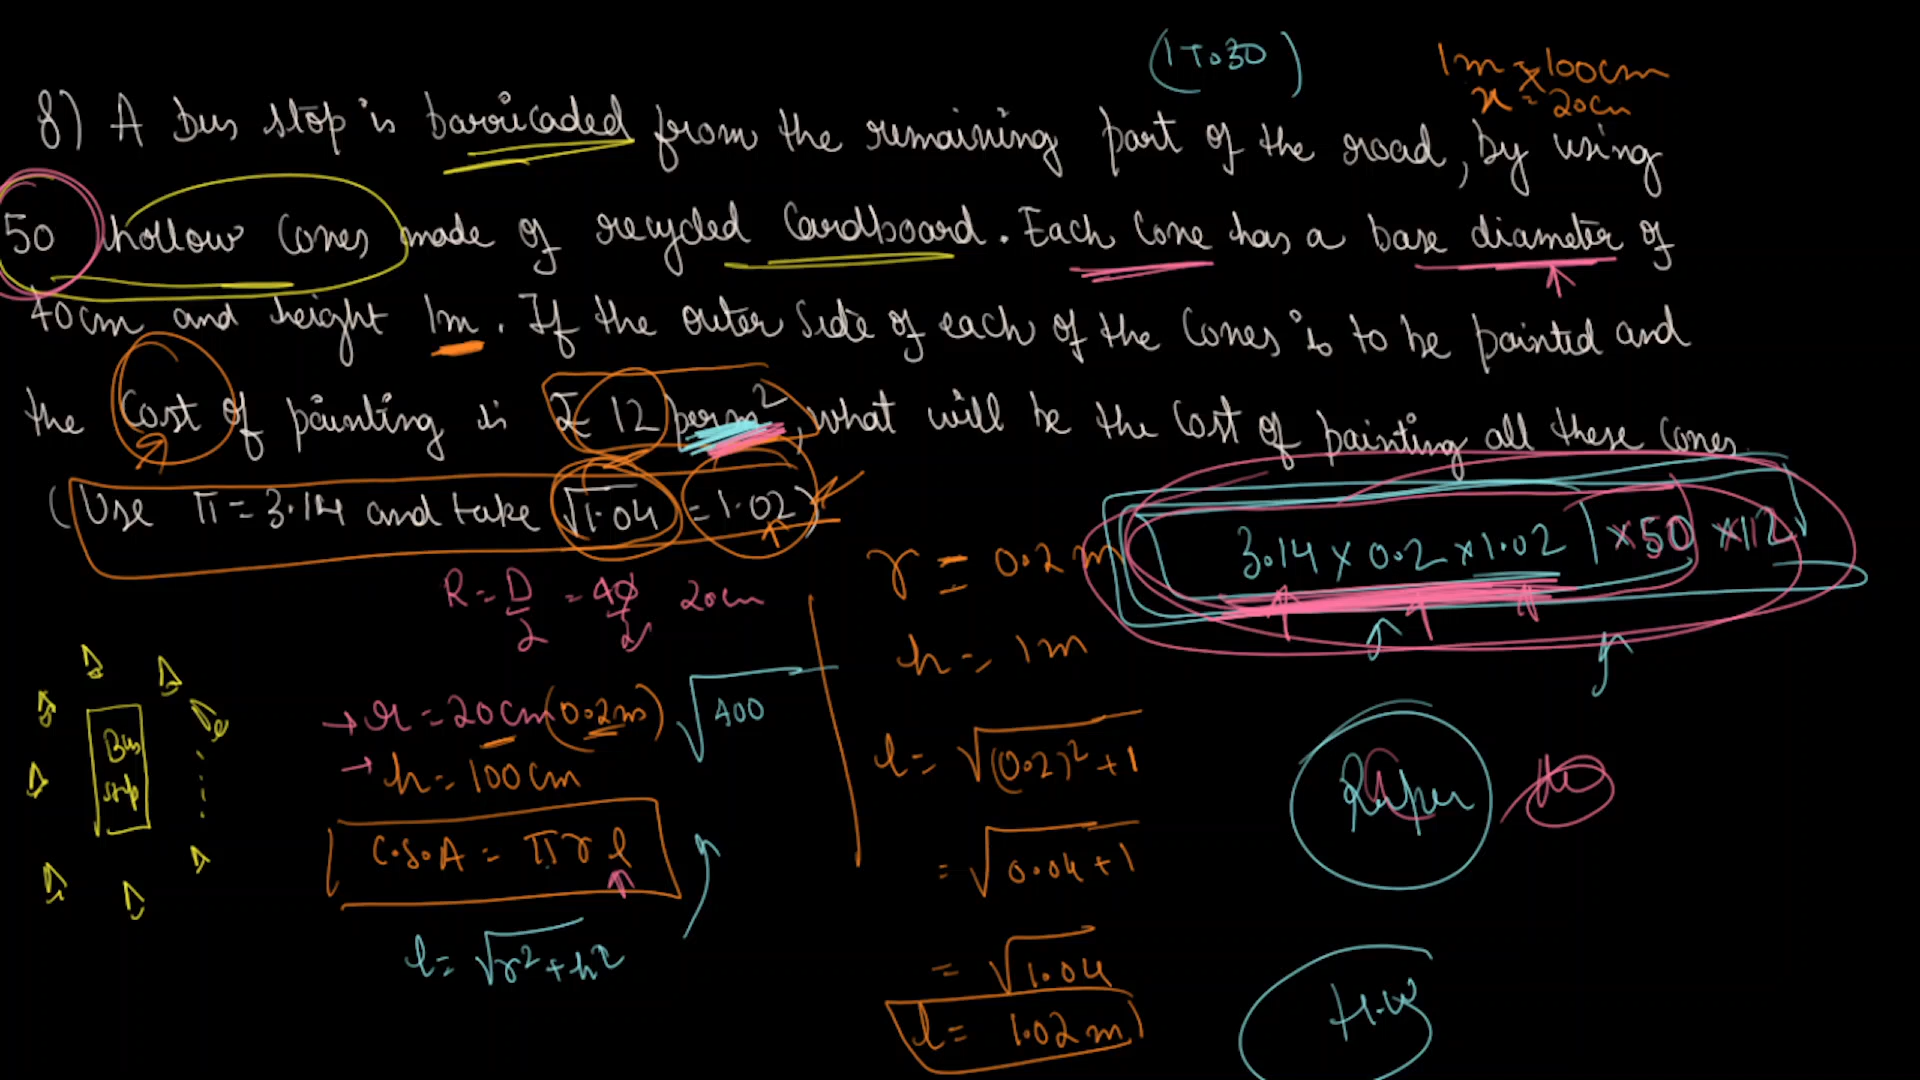 (1 To 30)
1m = 100cm
x = 20cm
8) A bus stop is barricaded from the remaining part of the road, by using
50 hollow Cones made of recycled Cardboard. Each Cone has a base diameter of
40cm and height 1m. If the outer side of each of the Cones is to be painted and
the Cost of painting is ₹ 12 per m², what will be the Cost of painting all these Cones
(Use π = 3.14 and take √1.04 = 1.02)
3.14 x 0.2 x 1.02 x 50 x 12
R = D/2 = 40/2 20cm
r = 0.2 m
h = 1m
→ r = 20cm (0.2m) √400
→ h = 100cm
Bus
stop
l = √(0.2)² + 1
C.S.A = πrl
= √0.04 + 1
l = √r² + h²
= √1.04
l = 1.02 m
H.W